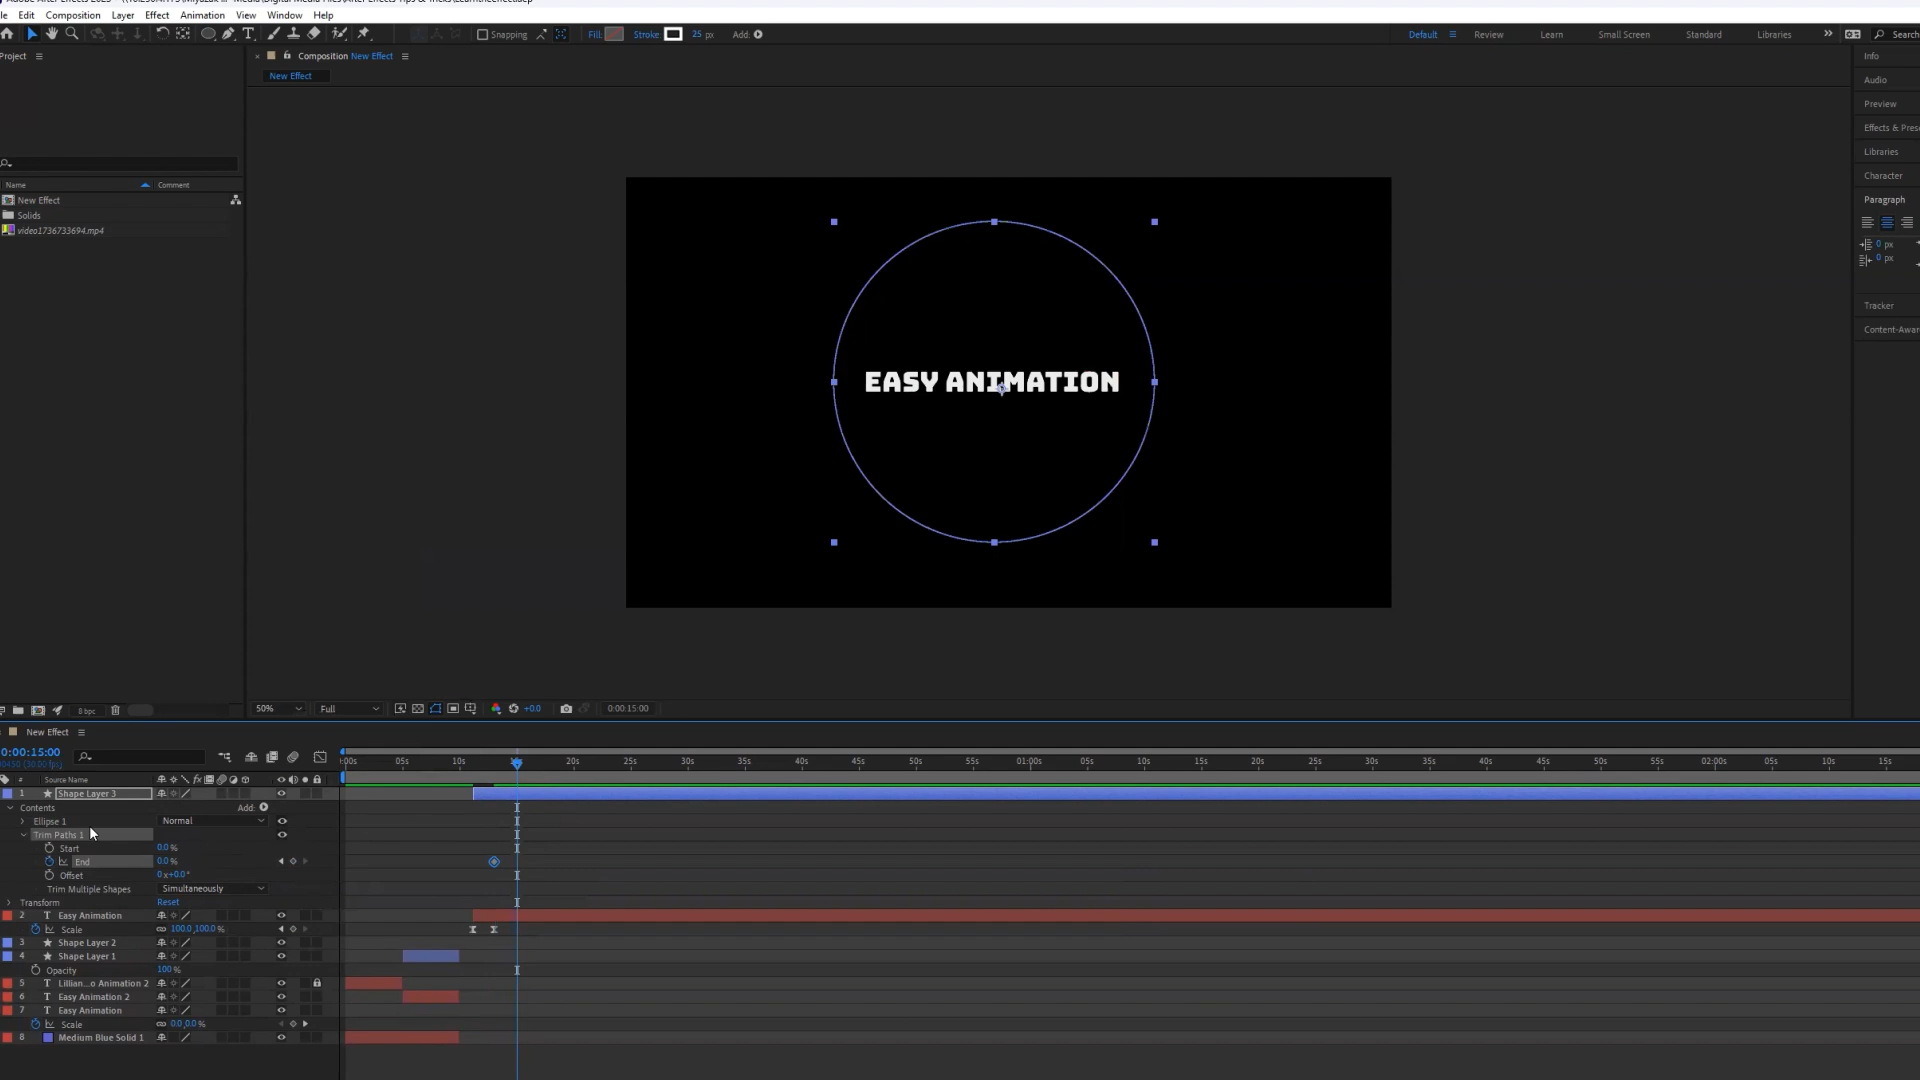 Edit Composition Layer Effect Animation View Window Help
Snapping Fill: Stroke: 25 px Add: Default Review Learn Small Screen Standard Libraries Search
Project Composition New Effect Info
New Effect
Audio
Preview
Effects & Pres
Libraries
Character
Paragraph
0 px
0 px
Tracker
Content-Awar
Name Comment
New Effect
Solids
video1736733694.mp4
EASY ANIMATION
8 bpc 50% Full +0.0 0:00:15:00
New Effect
0:00:15:00
:00s 05s 10s 15s 20s 25s 30s 35s 40s 45s 50s 55s 01:00s 05s 10s 15s 20s 25s 30s 35s 40s 45s 50s 55s 02:00s 05s 10s 15s
# Source Name
1 Shape Layer 3
Contents Add:
Ellipse 1 Normal
Trim Paths 1
Start 0.0 %
End 0.0 %
Offset 0 x+0.0 °
Trim Multiple Shapes Simultaneously
Transform Reset
2 T Easy Animation
Scale 100.0,100.0 %
3 Shape Layer 2
4 Shape Layer 1
Opacity 100 %
5 T Lillian...o Animation 2
6 T Easy Animation 2
7 T Easy Animation
Scale 0.0,0.0 %
8 Medium Blue Solid 1